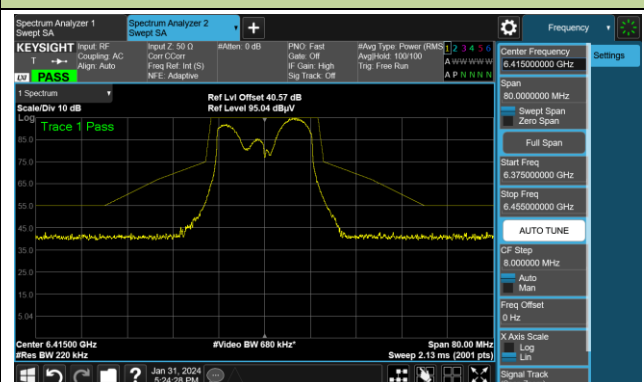 Spectrum Analyzer 1
Swept SA
Spectrum Analyzer 2
Swept SA
Frequency
KEYSIGHT
T
LXI
PASS
Input: RF
Coupling: AC
Align: Auto
Input Z: 50 Ω
Corr CCorr
Freq Ref: Int (S)
NFE: Adaptive
#Atten: 0 dB
PNO: Fast
Gate: Off
IF Gain: High
Sig Track: Off
#Avg Type: Power (RMS
Avg|Hold: 100/100
Trig: Free Run
1 2 3 4 5 6
A W W W W W
A P N N N N
Center Frequency
6.415000000 GHz
Settings
Span
80.0000000 MHz
Swept Span
Zero Span
Full Span
Start Freq
6.375000000 GHz
Stop Freq
6.455000000 GHz
AUTO TUNE
CF Step
8.000000 MHz
Auto
Man
Freq Offset
0 Hz
X Axis Scale
Log
Lin
Signal Track
1 Spectrum
Scale/Div 10 dB
Ref Lvl Offset 40.57 dB
Ref Level 95.04 dBµV
Log
Trace 1 Pass
85.0
75.0
65.0
55.0
45.0
35.0
25.0
15.0
5.04
Center 6.41500 GHz
#Res BW 220 kHz
#Video BW 680 kHz*
Span 80.00 MHz
Sweep 2.13 ms (2001 pts)
?
Jan 31, 2024
5:24:28 PM